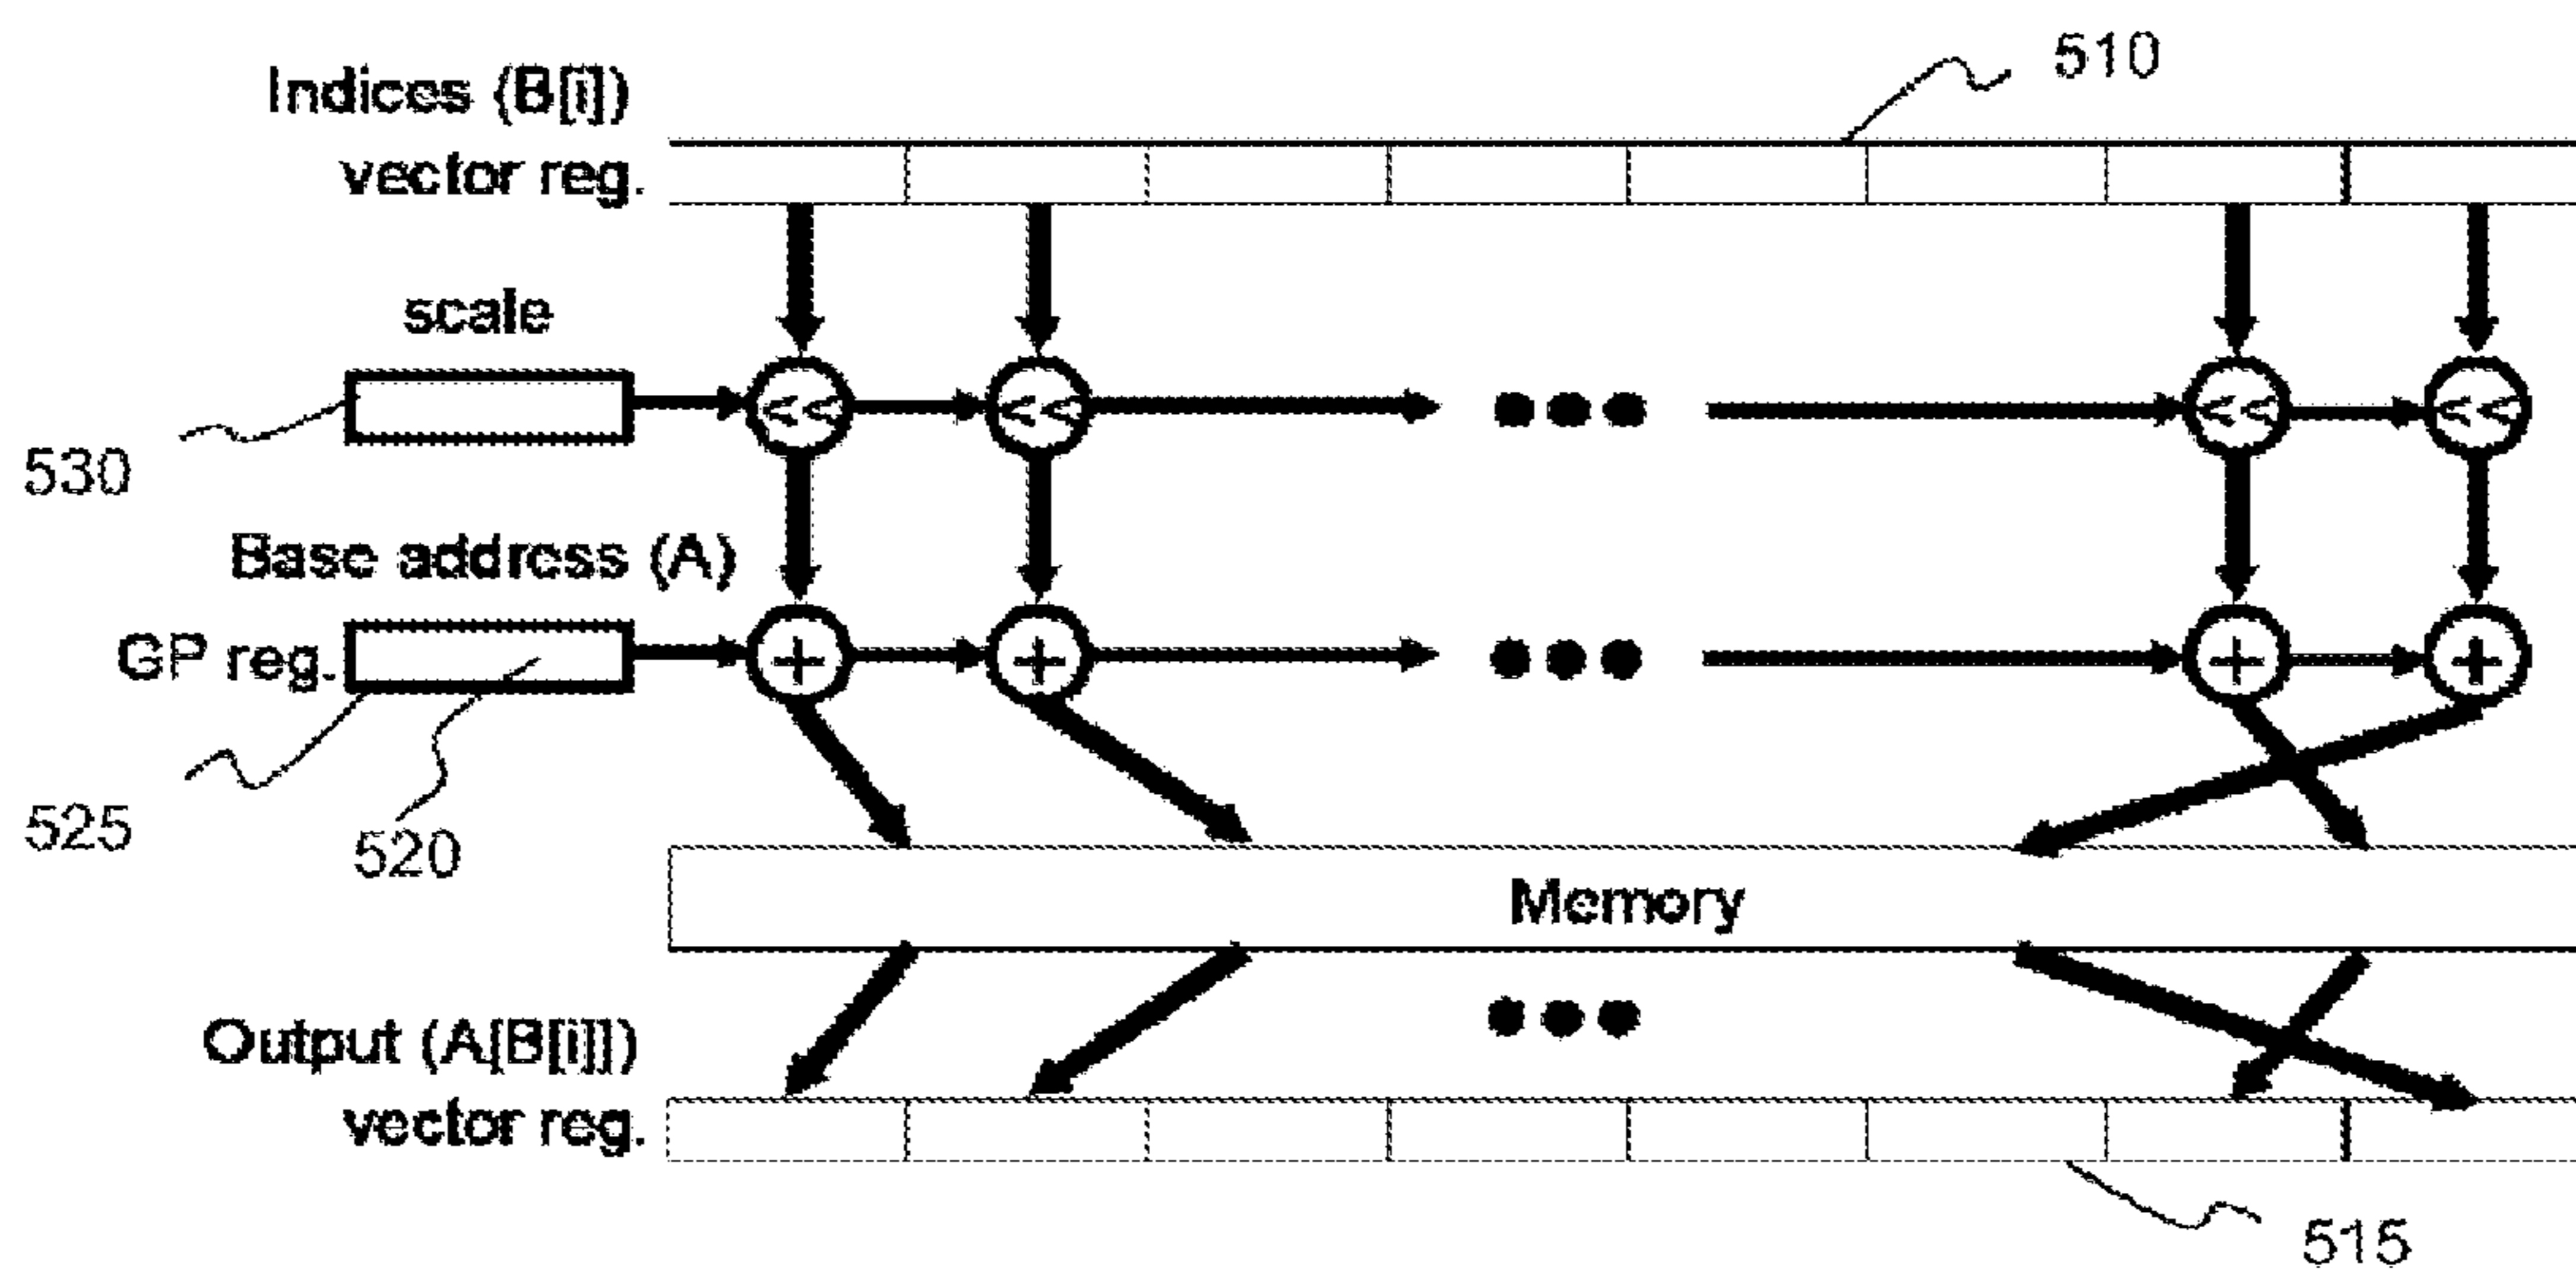 510
Indices (B[i])
vector reg.
scale
<< << << <<
530
Base address (A)
GP reg.
+ + + +
525
520
Memory
Output (A[B[i]])
vector reg.
515